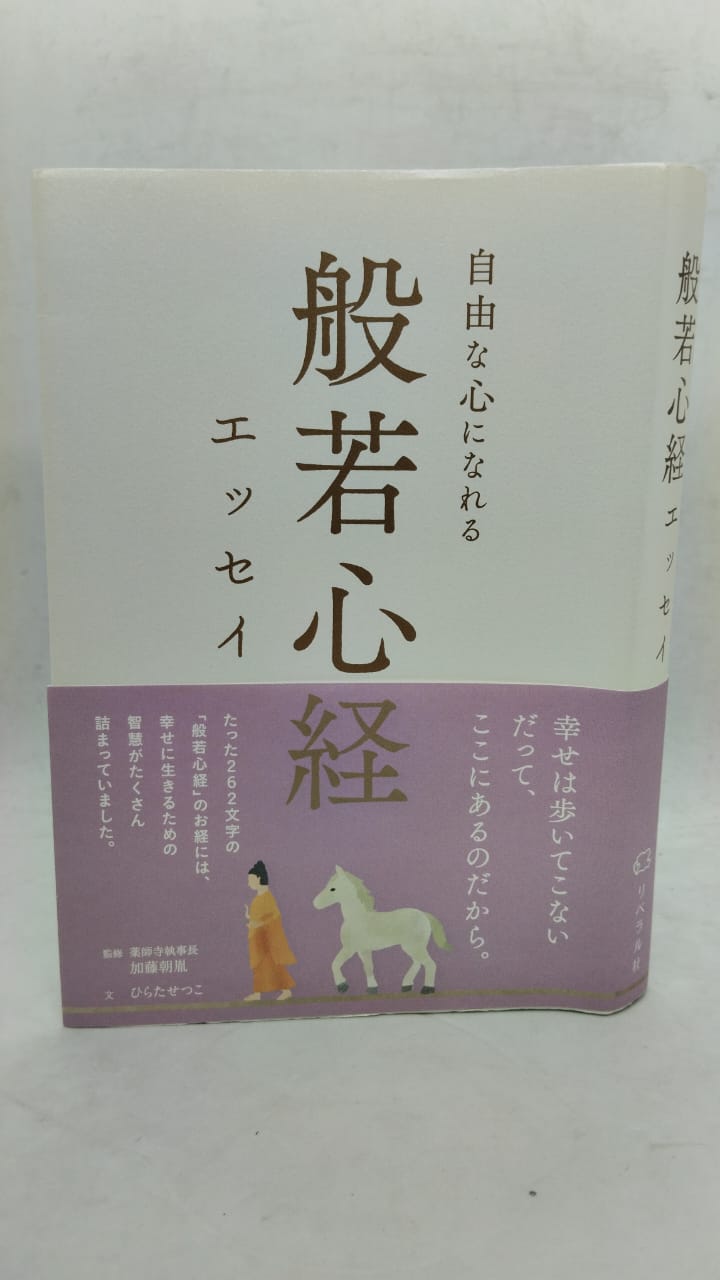 自由な心になれる
般若心経
エッセイ
幸せは歩いてこない
だって、
ここにあるのだから。
たった262文字の
「般若心経」のお経には、
幸せに生きるための
智慧がたくさん
詰まっていました。
監修 薬師寺執事長
加藤朝胤
文 ひらたせつこ
般若心経 エッセイ
リベラル社